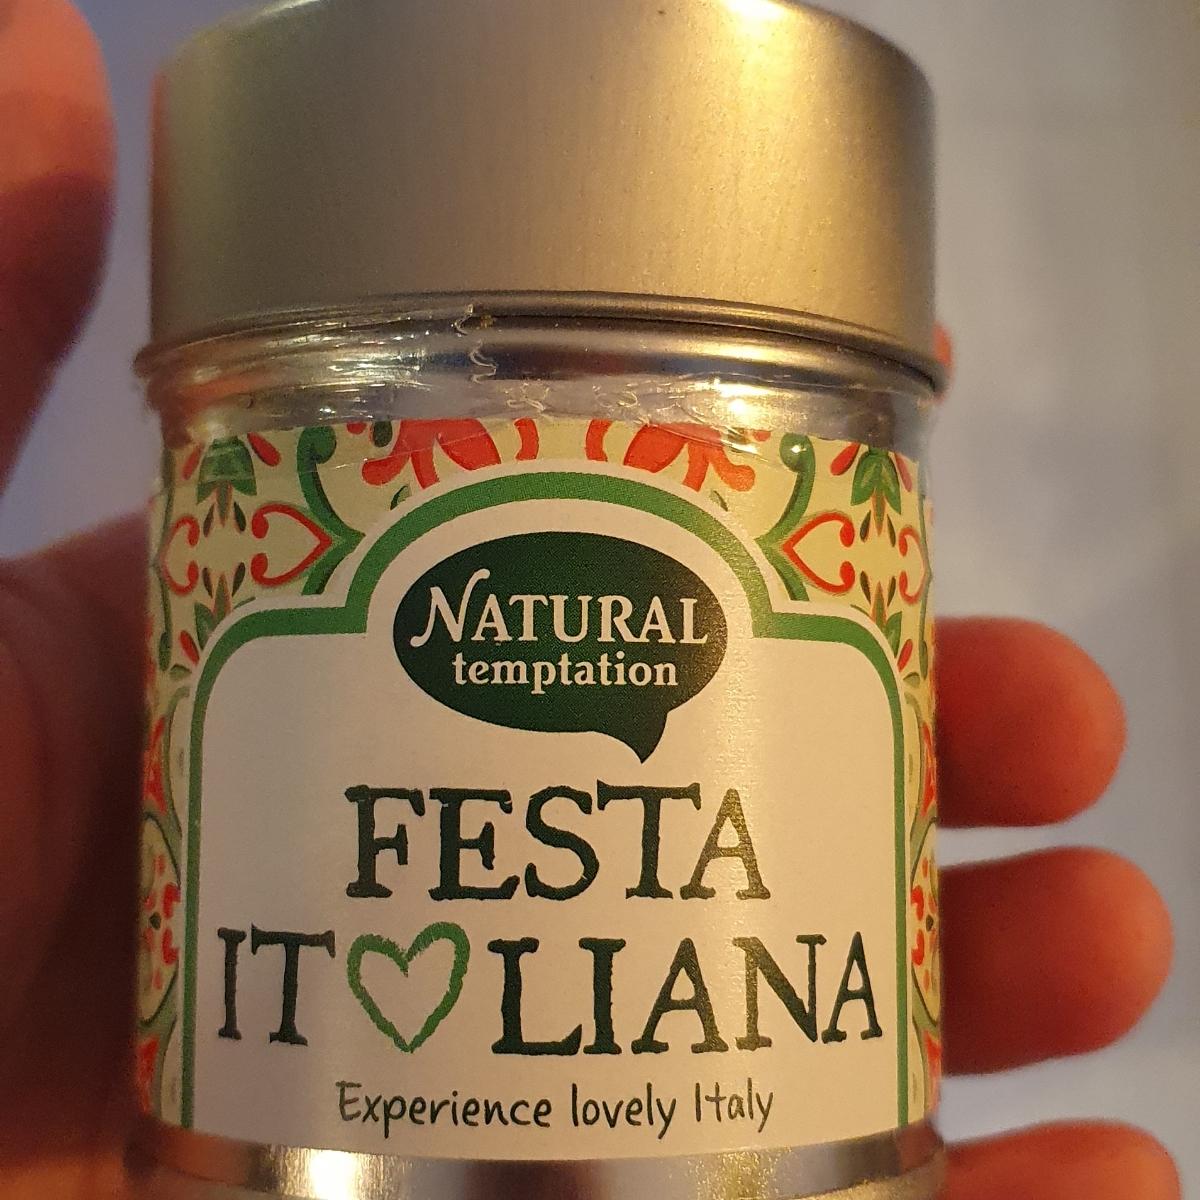 NATURAL
temptation
FESTA
IT♡LIANA
Experience lovely Italy